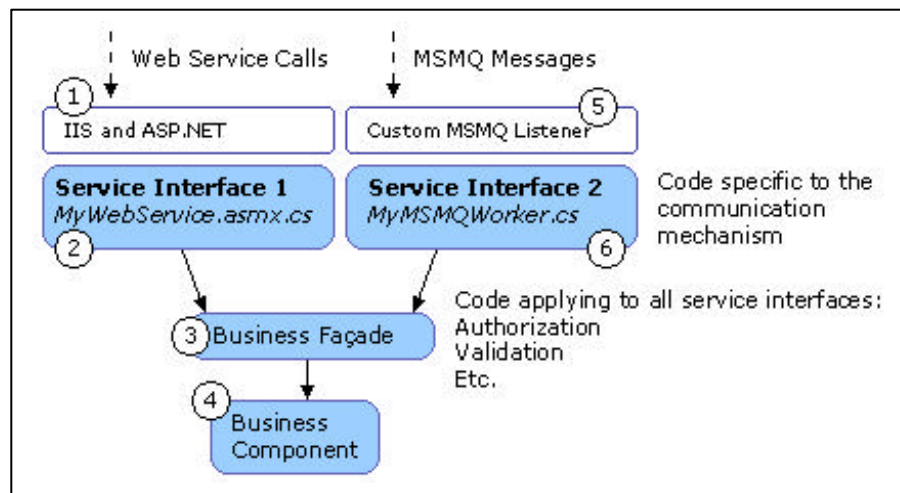 Web Service Calls
MSMQ Messages
1
5
IIS and ASP.NET
Custom MSMQ Listener
Service Interface 1
MyWebService.asmx.cs
Service Interface 2
MyMSMQWorker.cs
Code specific to the
communication
mechanism
2
6
Code applying to all service interfaces:
Authorization
Validation
Etc.
3
Business Façade
4
Business
Component